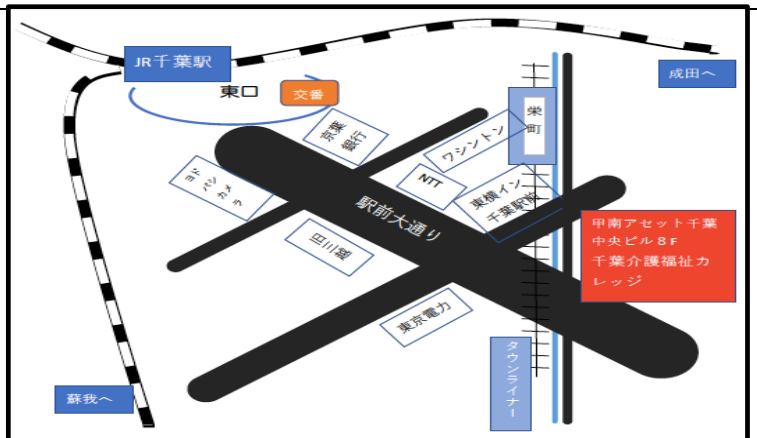 JR千葉駅
成田へ
東口
交番
京葉
銀行
栄
町
ワシントン
ヨド
バシ
カメ
ラ
NTT
東横イン
千葉駅前
駅前大通り
甲南アセット千葉
中央ビル８F
千葉介護福祉カ
レッジ
旧三越
東京電力
タウンライナー
蘇我へ